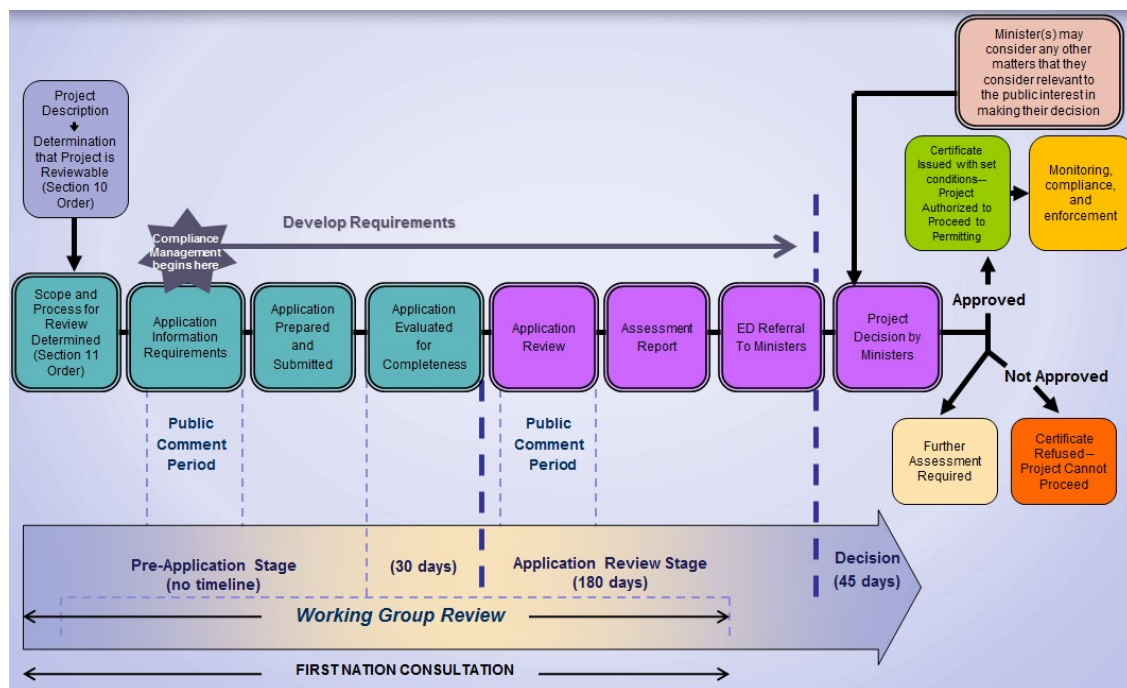 Minister(s) may
consider any other
matters that they
consider relevant to
the public interest in
making their decision
Project
Description
Determination
that Project is
Reviewable
(Section 10
Order)
Certificate
Issued with set
conditions—
Project
Authorized to
Proceed to
Permitting
Monitoring,
compliance,
and
enforcement
Compliance
Management
begins here
Develop Requirements
Scope and
Process for
Review
Determined
(Section 11
Order)
Application
Information
Requirements
Application
Prepared
and
Submitted
Application
Evaluated
for
Completeness
Application
Review
Assessment
Report
ED Referral
To Ministers
Project
Decision by
Ministers
Approved
Not Approved
Public
Comment
Period
Public
Comment
Period
Further
Assessment
Required
Certificate
Refused—
Project Cannot
Proceed
Pre-Application Stage
(no timeline)
(30 days)
Application Review Stage
(180 days)
Decision
(45 days)
Working Group Review
FIRST NATION CONSULTATION